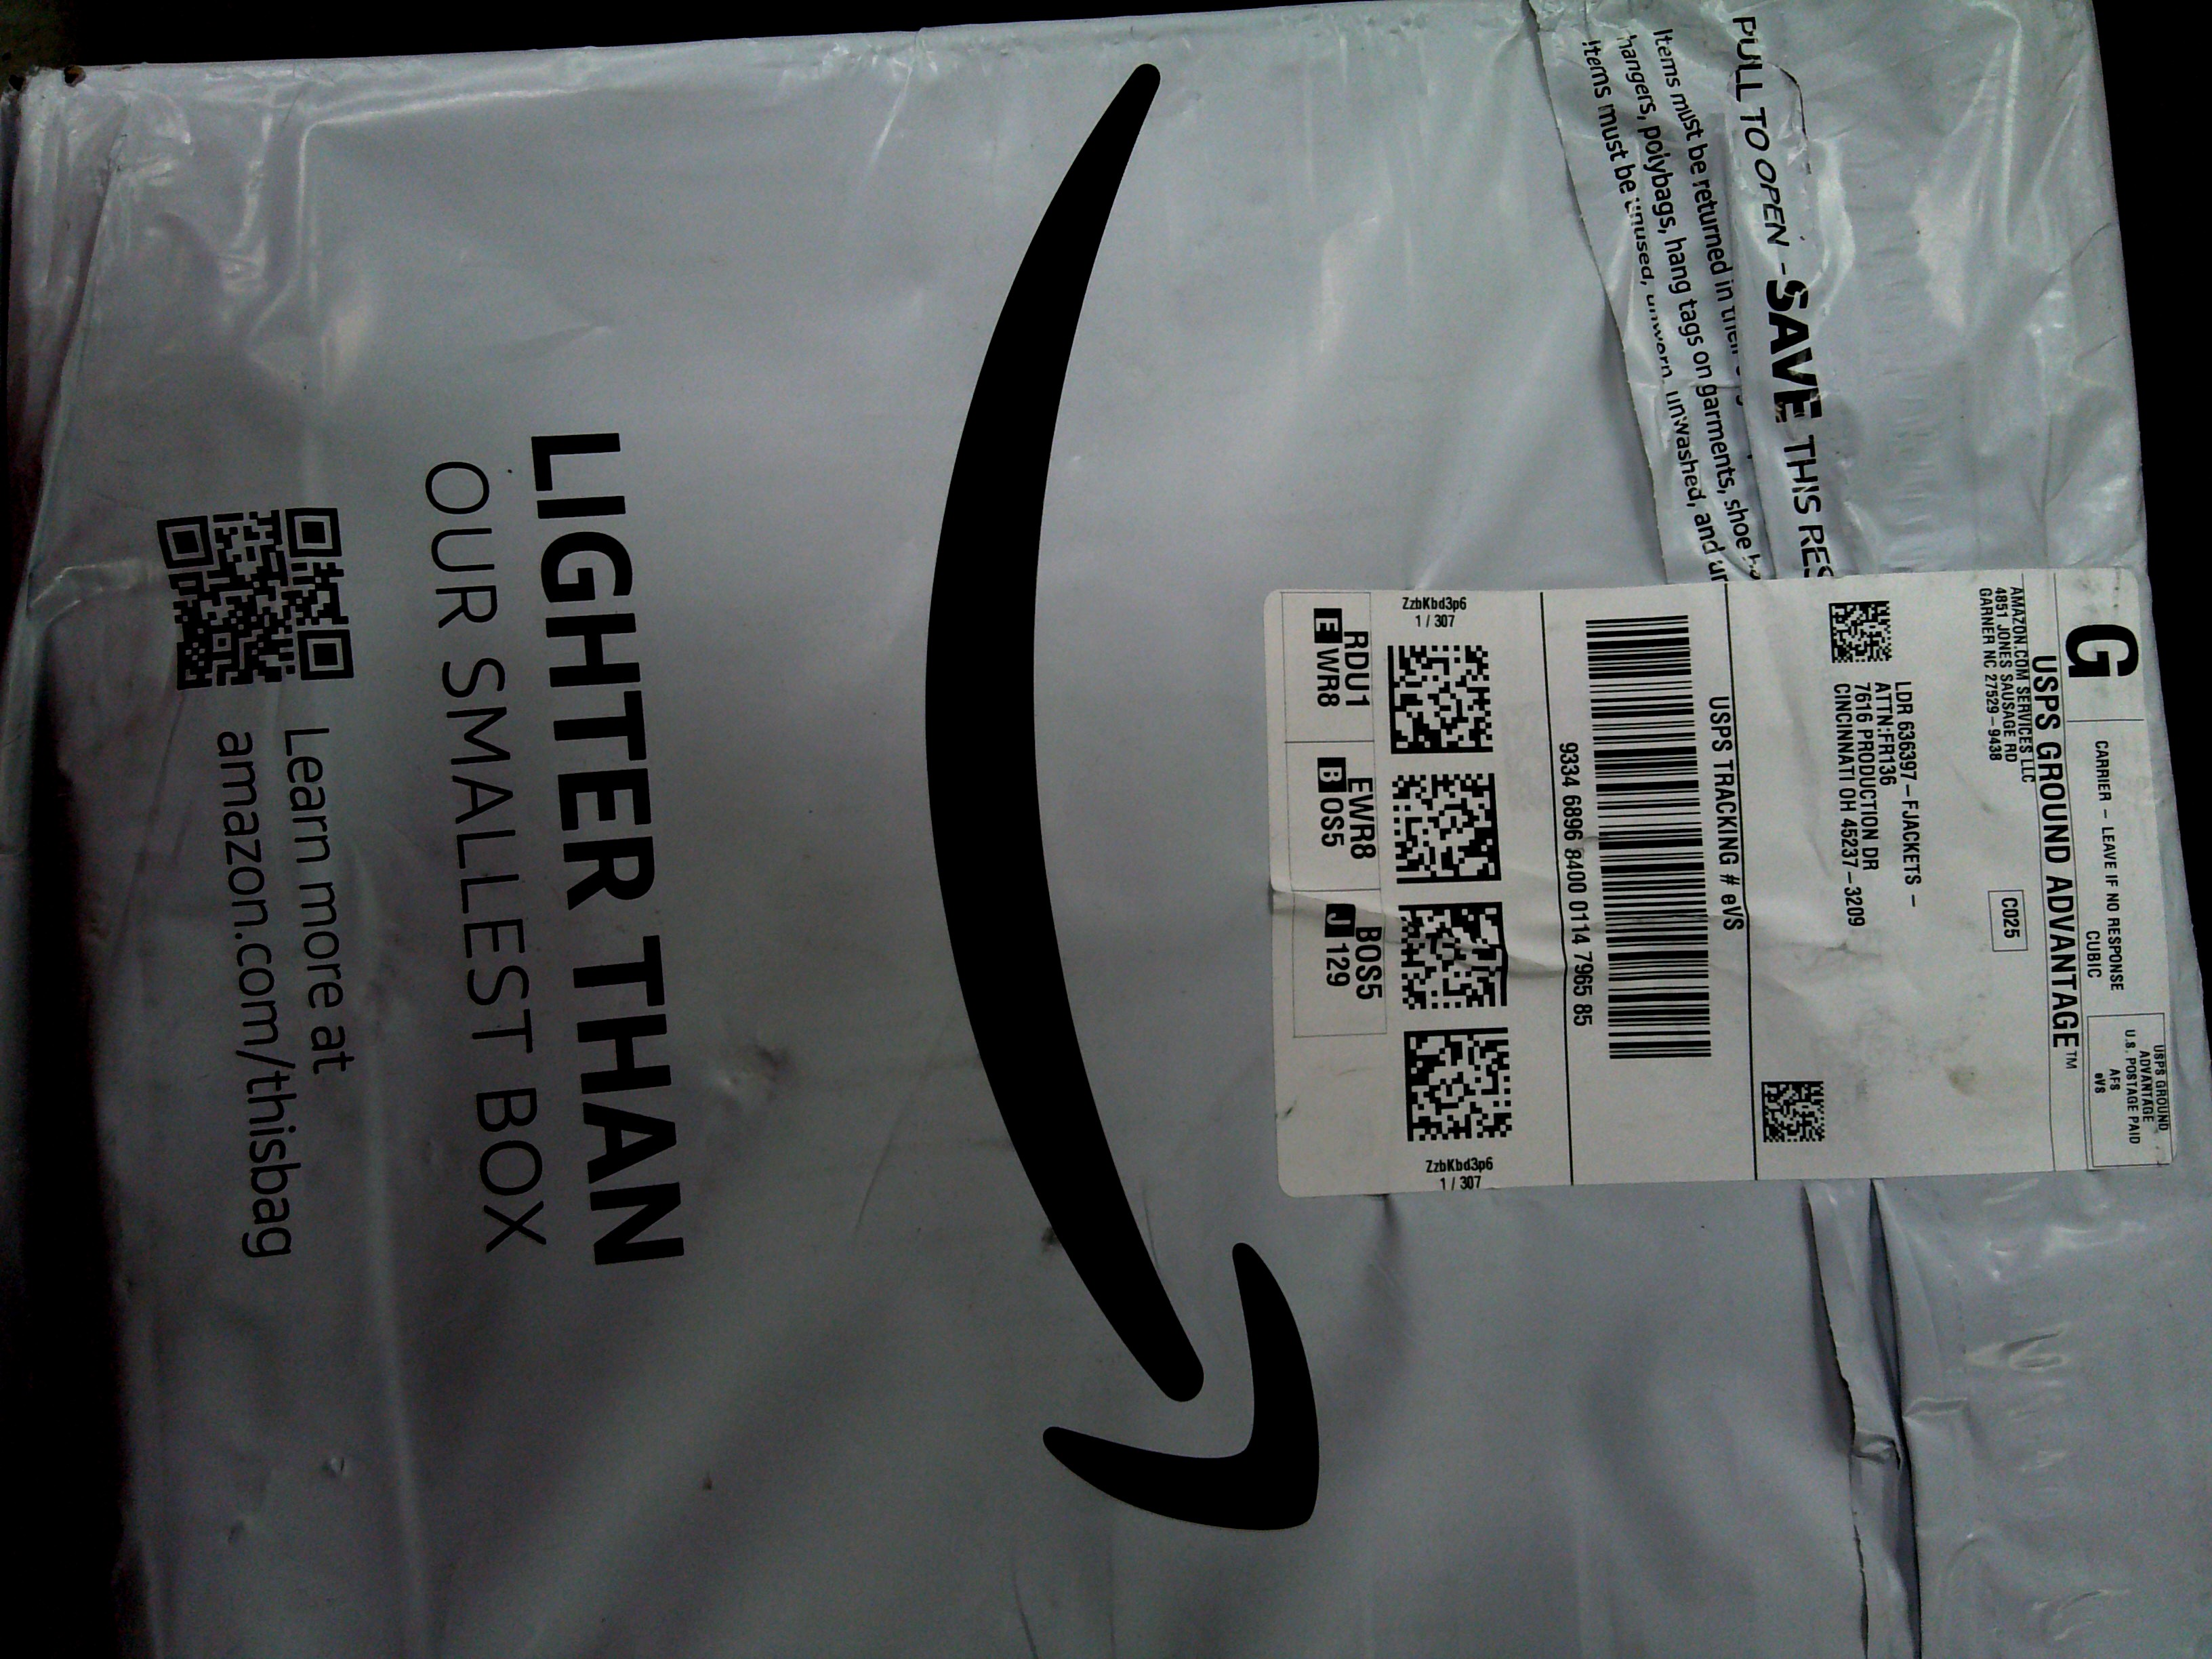 PULL TO OPEN - SAVE THIS RES
Items must be returned in their
hangers, polybags, hang tags on garments, shoe
Items must be unused, unworn, unwashed, and
G
CARRIER – LEAVE IF NO RESPONSE
CUBIC
USPS GROUND
ADVANTAGE
U.S. POSTAGE PAID
AFS
eVS
USPS GROUND ADVANTAGE™
AMAZON.COM SERVICES LLC
4851 JONES SAUSAGE RD
GARNER NC 27529-9438
C025
LDR 636397 – FJACKETS –
ATTN:FR136
7616 PRODUCTION DR
CINCINNATI OH 45237-3209
USPS TRACKING # eVS
9334 6896 8400 0114 7965 85
ZzbKbd3p6
1 / 307
ZzbKbd3p6
1 / 307
RDU1
E WR8
EWR8
B OS5
BOS5
J 129
LIGHTER THAN
OUR SMALLEST BOX
Learn more at
amazon.com/thisbag